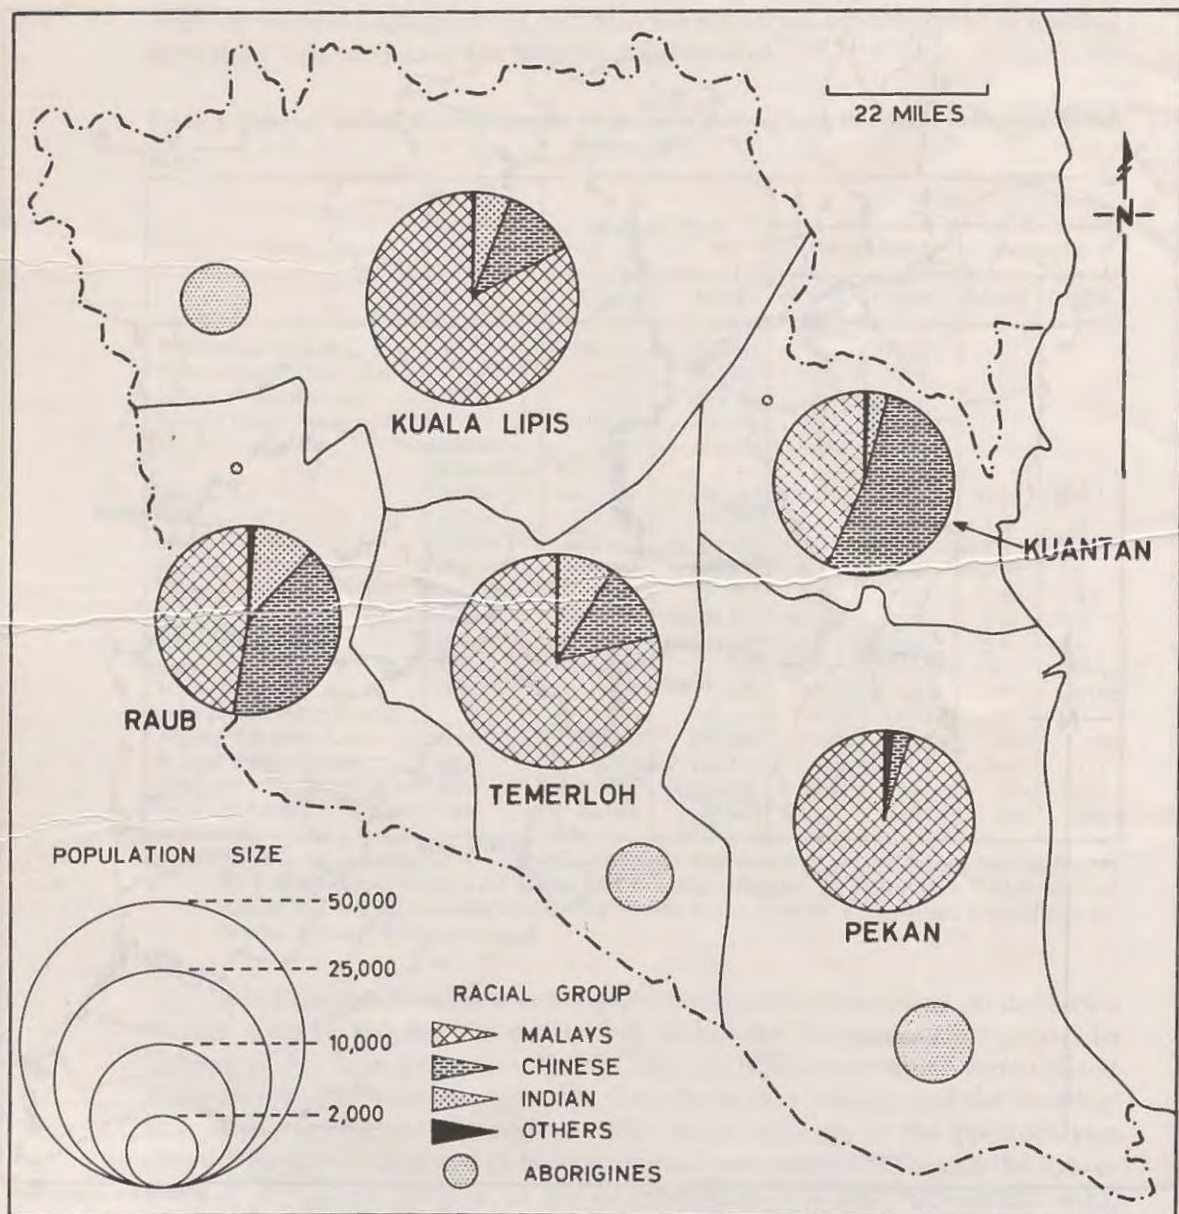 22 MILES
N
KUALA LIPIS
KUANTAN
RAUB
TEMERLOH
PEKAN
POPULATION SIZE
50,000
25,000
10,000
2,000
RACIAL GROUP
MALAYS
CHINESE
INDIAN
OTHERS
ABORIGINES